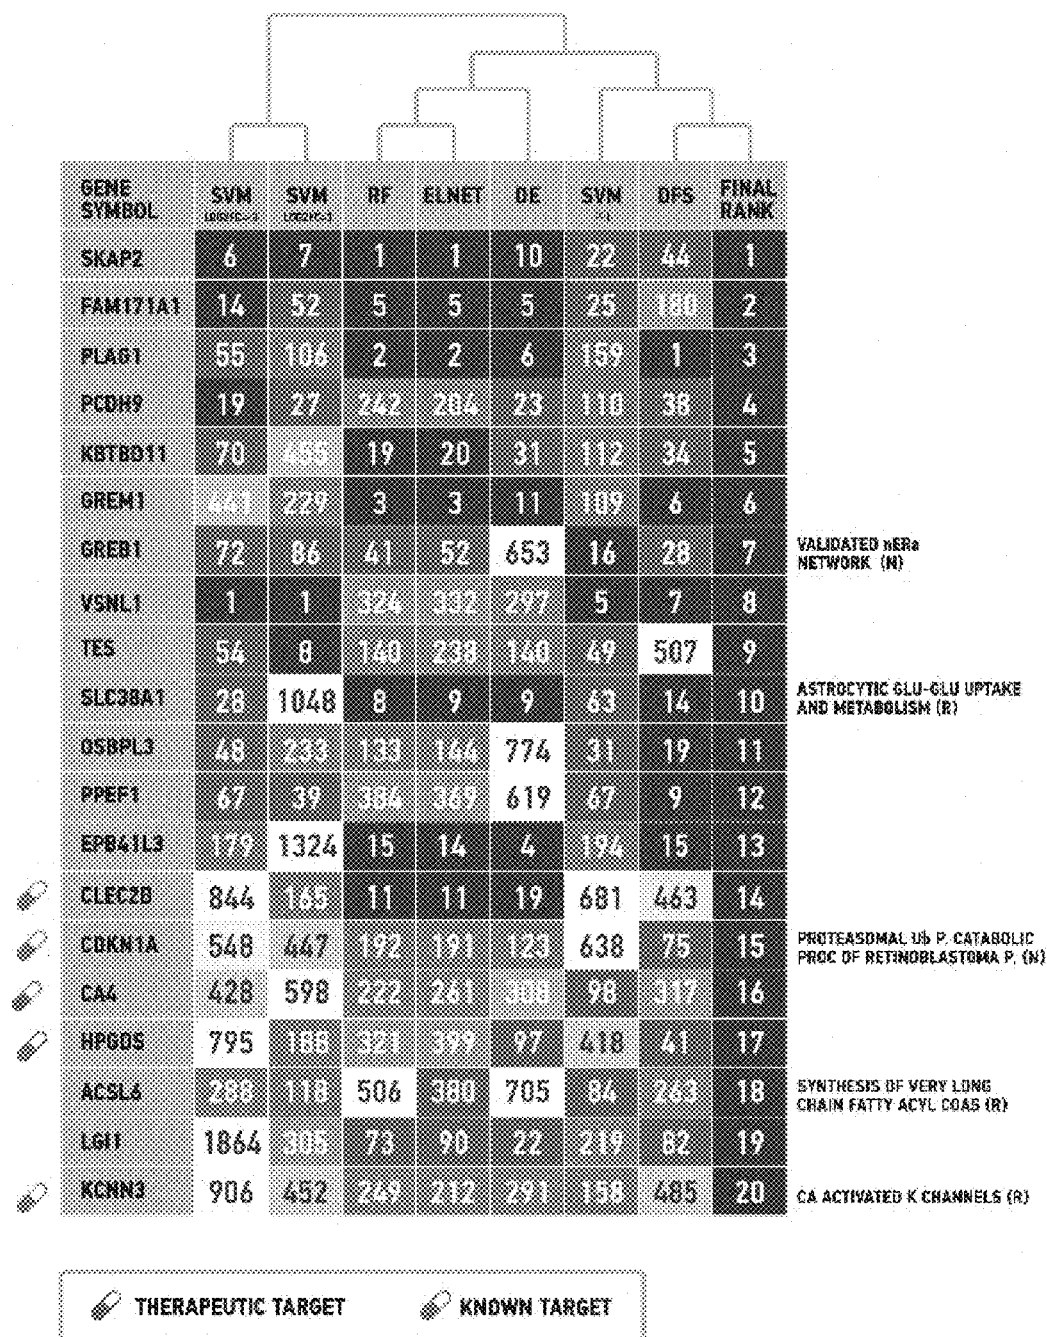 GENE SYMBOL SVM SVM RF ELNET DE SVM DFS FINAL RANK
SKAP2 6 7 1 1 10 22 44 1
FAM171A1 14 52 5 5 5 25 180 2
PLAG1 55 106 2 2 6 159 1 3
PCDH9 19 27 242 204 23 110 38 4
KBTBD11 70 455 19 20 31 112 34 5
GREM1 441 229 3 3 11 109 6 6
GREB1 72 86 41 52 653 16 28 7 VALIDATED nERa
NETWORK (N)
VSNL1 1 1 324 332 297 5 7 8
TES 54 8 140 238 140 49 507 9
SLC38A1 28 1048 8 9 9 63 14 10 ASTROCYTIC GLU-GLU UPTAKE
AND METABOLISM (R)
OSBPL3 48 233 133 144 774 31 19 11
PPEF1 67 39 384 369 619 67 9 12
EPB41L3 179 1324 15 14 4 194 15 13
CLEC2B 844 165 11 11 19 681 463 14
CDKN1A 548 447 192 191 123 638 75 15 PROTEASOMAL Ub P. CATABOLIC
PROC OF RETINOBLASTOMA P. (N)
CA4 428 598 222 261 308 98 317 16
HPGDS 795 188 321 399 97 418 41 17
ACSL6 288 118 506 380 705 84 263 18 SYNTHESIS OF VERY LONG
CHAIN FATTY ACYL COAS (R)
LGI1 1864 305 73 90 22 219 82 19
KCNN3 906 452 249 212 291 158 485 20 CA ACTIVATED K CHANNELS (R)
THERAPEUTIC TARGET KNOWN TARGET